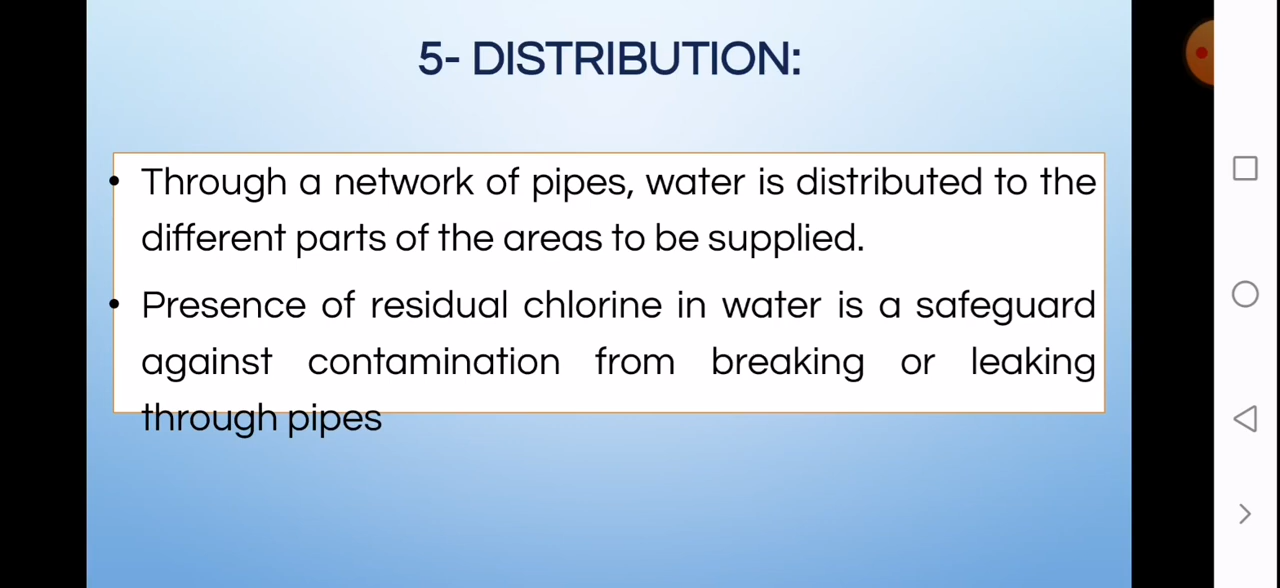 5- DISTRIBUTION:
• Through a network of pipes, water is distributed to the
different parts of the areas to be supplied.
• Presence of residual chlorine in water is a safeguard
against contamination from breaking or leaking
through pipes